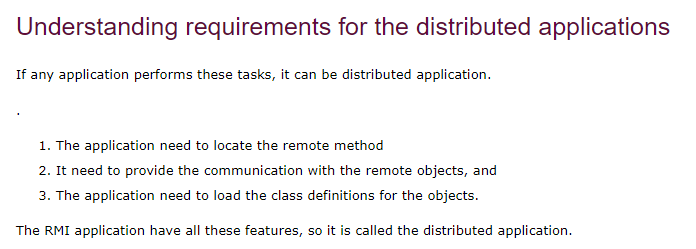 Understanding requirements for the distributed applications
If any application performs these tasks, it can be distributed application.
.
1. The application need to locate the remote method
2. It need to provide the communication with the remote objects, and
3. The application need to load the class definitions for the objects.
The RMI application have all these features, so it is called the distributed application.